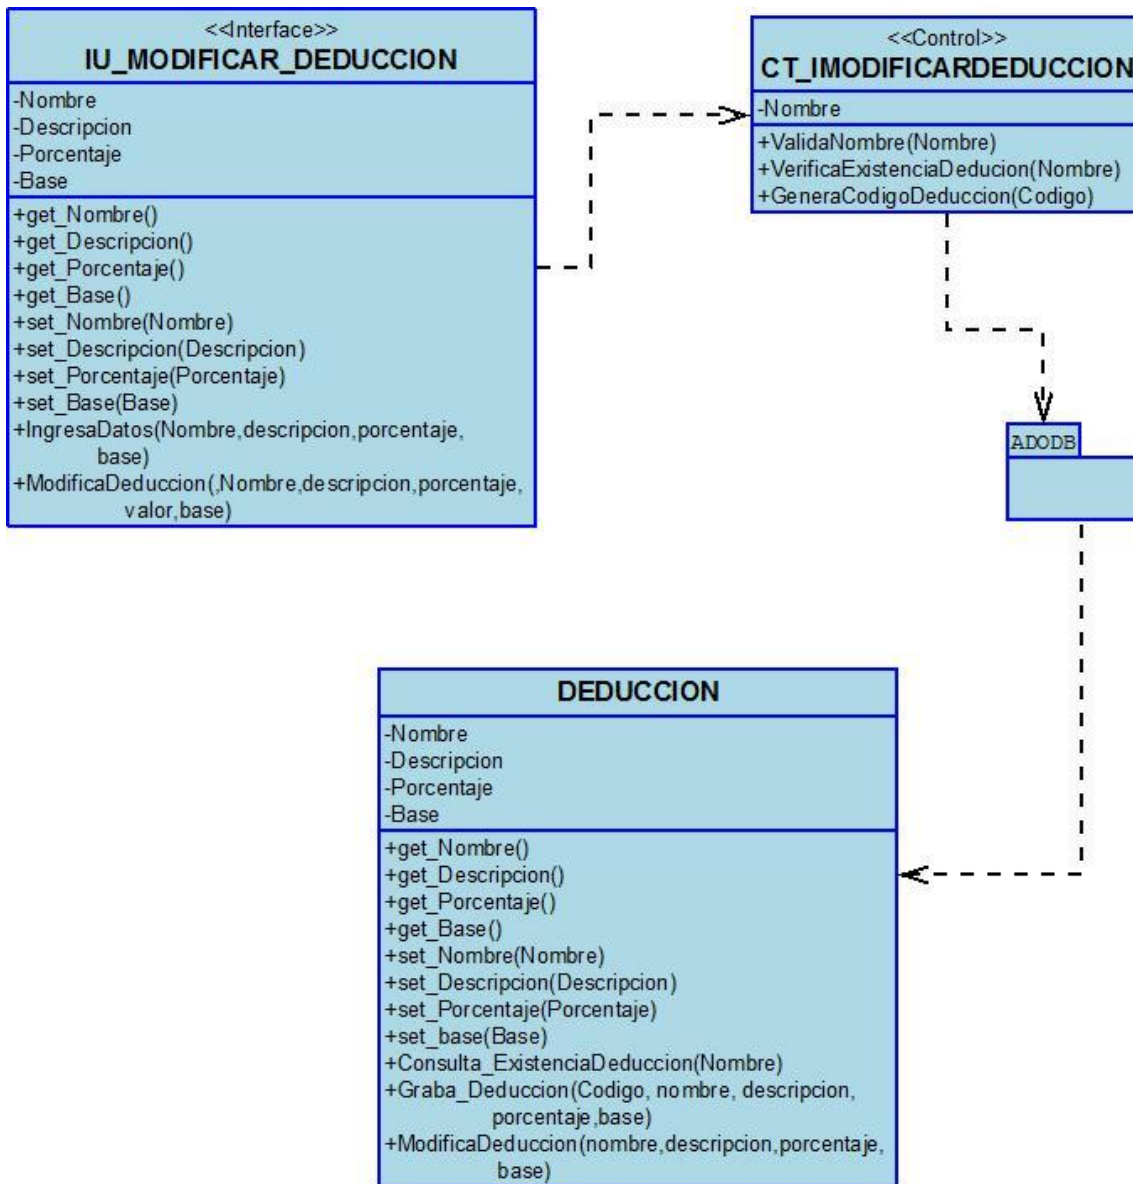 <<Interface>>
IU_MODIFICAR_DEDUCCION
-Nombre
-Descripcion
-Porcentaje
-Base
+get_Nombre()
+get_Descripcion()
+get_Porcentaje()
+get_Base()
+set_Nombre(Nombre)
+set_Descripcion(Descripcion)
+set_Porcentaje(Porcentaje)
+set_Base(Base)
+IngresaDatos(Nombre,descripcion,porcentaje,
base)
+ModificaDeduccion(,Nombre,descripcion,porcentaje,
valor,base)
<<Control>>
CT_IMODIFICARDEDUCCION
-Nombre
+ValidaNombre(Nombre)
+VerificaExistenciaDeducion(Nombre)
+GeneraCodigoDeduccion(Codigo)
ADODB
DEDUCCION
-Nombre
-Descripcion
-Porcentaje
-Base
+get_Nombre()
+get_Descripcion()
+get_Porcentaje()
+get_Base()
+set_Nombre(Nombre)
+set_Descripcion(Descripcion)
+set_Porcentaje(Porcentaje)
+set_base(Base)
+Consulta_ExistenciaDeduccion(Nombre)
+Graba_Deduccion(Codigo, nombre, descripcion,
porcentaje,base)
+ModificaDeduccion(nombre,descripcion,porcentaje,
base)